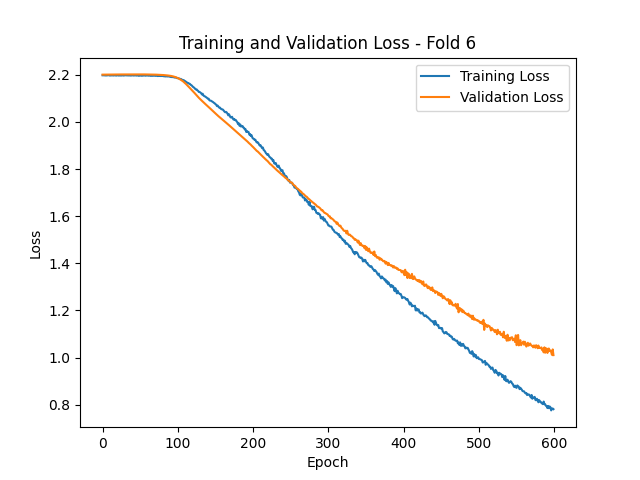 Training and Validation Loss - Fold 6
Training Loss
Validation Loss
Loss
2.2
2.0
1.8
1.6
1.4
1.2
1.0
0.8
0 100 200 300 400 500 600
Epoch